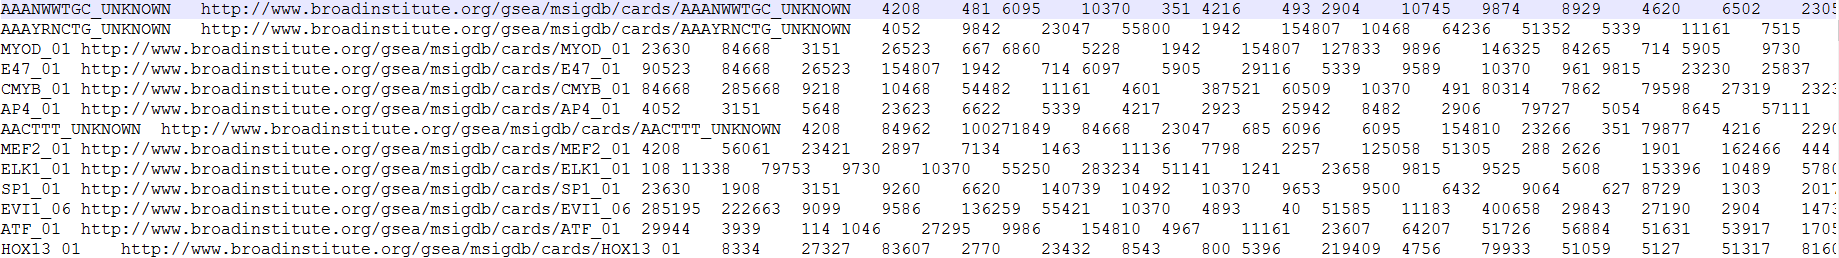 AAANWWTGC_UNKNOWN http://www.broadinstitute.org/gsea/msigdb/cards/AAANWWTGC_UNKNOWN 4208 481 6095 10370 351 4216 493 2904 10745 9874 8929 4620 6502 2305
AAAYRNCTG_UNKNOWN http://www.broadinstitute.org/gsea/msigdb/cards/AAAYRNCTG_UNKNOWN 4052 9842 23047 55800 1942 154807 10468 64236 51352 5339 11161 7515
MYOD_01 http://www.broadinstitute.org/gsea/msigdb/cards/MYOD_01 23630 84668 3151 26523 667 6860 5228 1942 154807 127833 9896 146325 84265 714 5905 9730
E47_01 http://www.broadinstitute.org/gsea/msigdb/cards/E47_01 90523 84668 26523 154807 1942 714 6097 5905 29116 5339 9589 10370 961 9815 23230 25837
CMYB_01 http://www.broadinstitute.org/gsea/msigdb/cards/CMYB_01 84668 285668 9218 10468 54482 11161 4601 387521 60509 10370 491 80314 7862 79598 27319 2323
AP4_01 http://www.broadinstitute.org/gsea/msigdb/cards/AP4_01 4052 3151 5648 23623 6622 5339 4217 2923 25942 8482 2906 79727 5054 8645 57111
AACTTT_UNKNOWN http://www.broadinstitute.org/gsea/msigdb/cards/AACTTT_UNKNOWN 4208 84962 100271849 84668 23047 685 6096 6095 154810 23266 351 79877 4216 2290
MEF2_01 http://www.broadinstitute.org/gsea/msigdb/cards/MEF2_01 4208 56061 23421 2897 7134 1463 11136 7798 2257 125058 51305 288 2626 1901 162466 444
ELK1_01 http://www.broadinstitute.org/gsea/msigdb/cards/ELK1_01 108 11338 79753 9730 10370 55250 283234 51141 1241 23658 9815 9525 5608 153396 10489 5780
SP1_01 http://www.broadinstitute.org/gsea/msigdb/cards/SP1_01 23630 1908 3151 9260 6620 140739 10492 10370 9653 9500 6432 9064 627 8729 1303 2017
EVI1_06 http://www.broadinstitute.org/gsea/msigdb/cards/EVI1_06 285195 222663 9099 9586 136259 55421 10370 4893 40 51585 11183 400658 29843 27190 2904 1473
ATF_01 http://www.broadinstitute.org/gsea/msigdb/cards/ATF_01 29944 3939 114 1046 27295 9986 154810 4967 11161 23607 64207 51726 56884 51631 53917 1705
HOX13_01 http://www.broadinstitute.org/gsea/msigdb/cards/HOX13_01 8334 27327 83607 2770 23432 8543 800 5396 219409 4756 79933 51059 5127 51317 8160